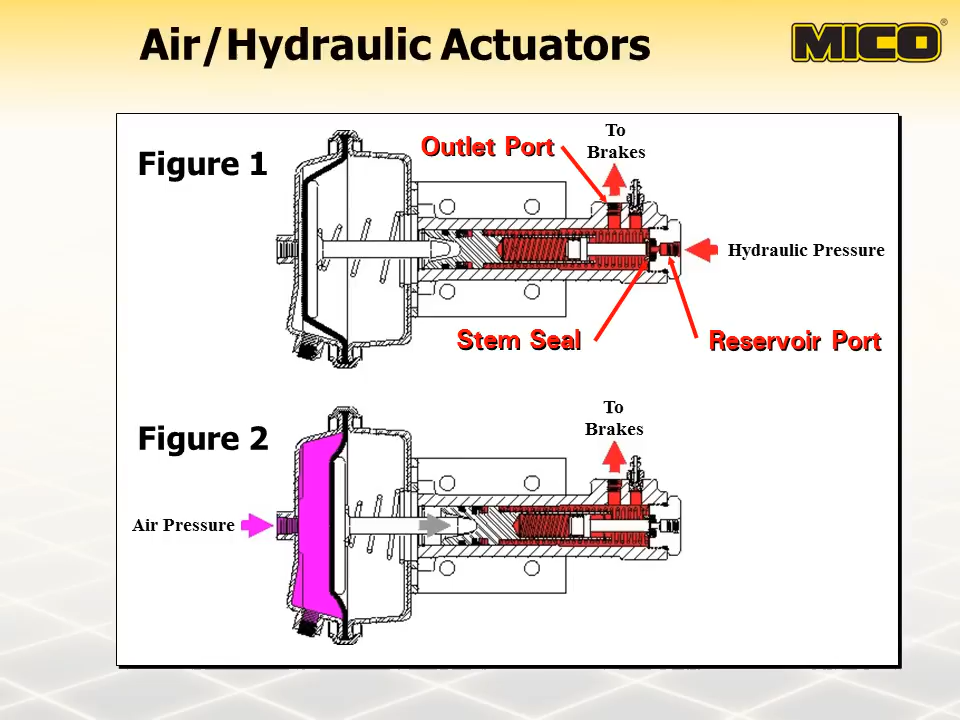 Air/Hydraulic Actuators
MICO®
Figure 1
Outlet Port
To
Brakes
Hydraulic Pressure
Stem Seal
Reservoir Port
Figure 2
To
Brakes
Air Pressure